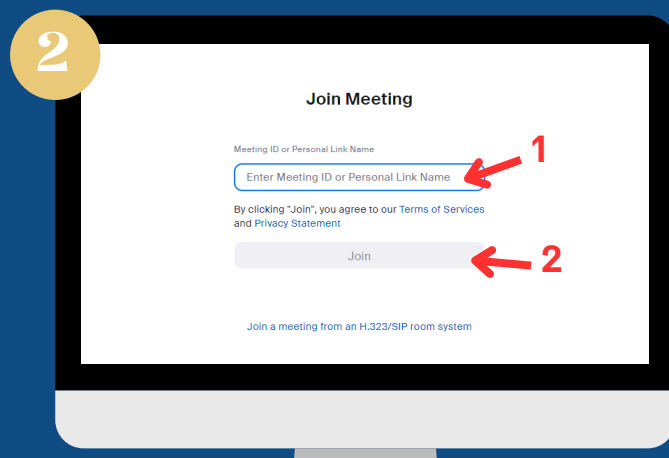 2
Join Meeting
Meeting ID or Personal Link Name
1
Enter Meeting ID or Personal Link Name
By clicking "Join", you agree to our Terms of Services
and Privacy Statement
Join
2
Join a meeting from an H.323/SIP room system